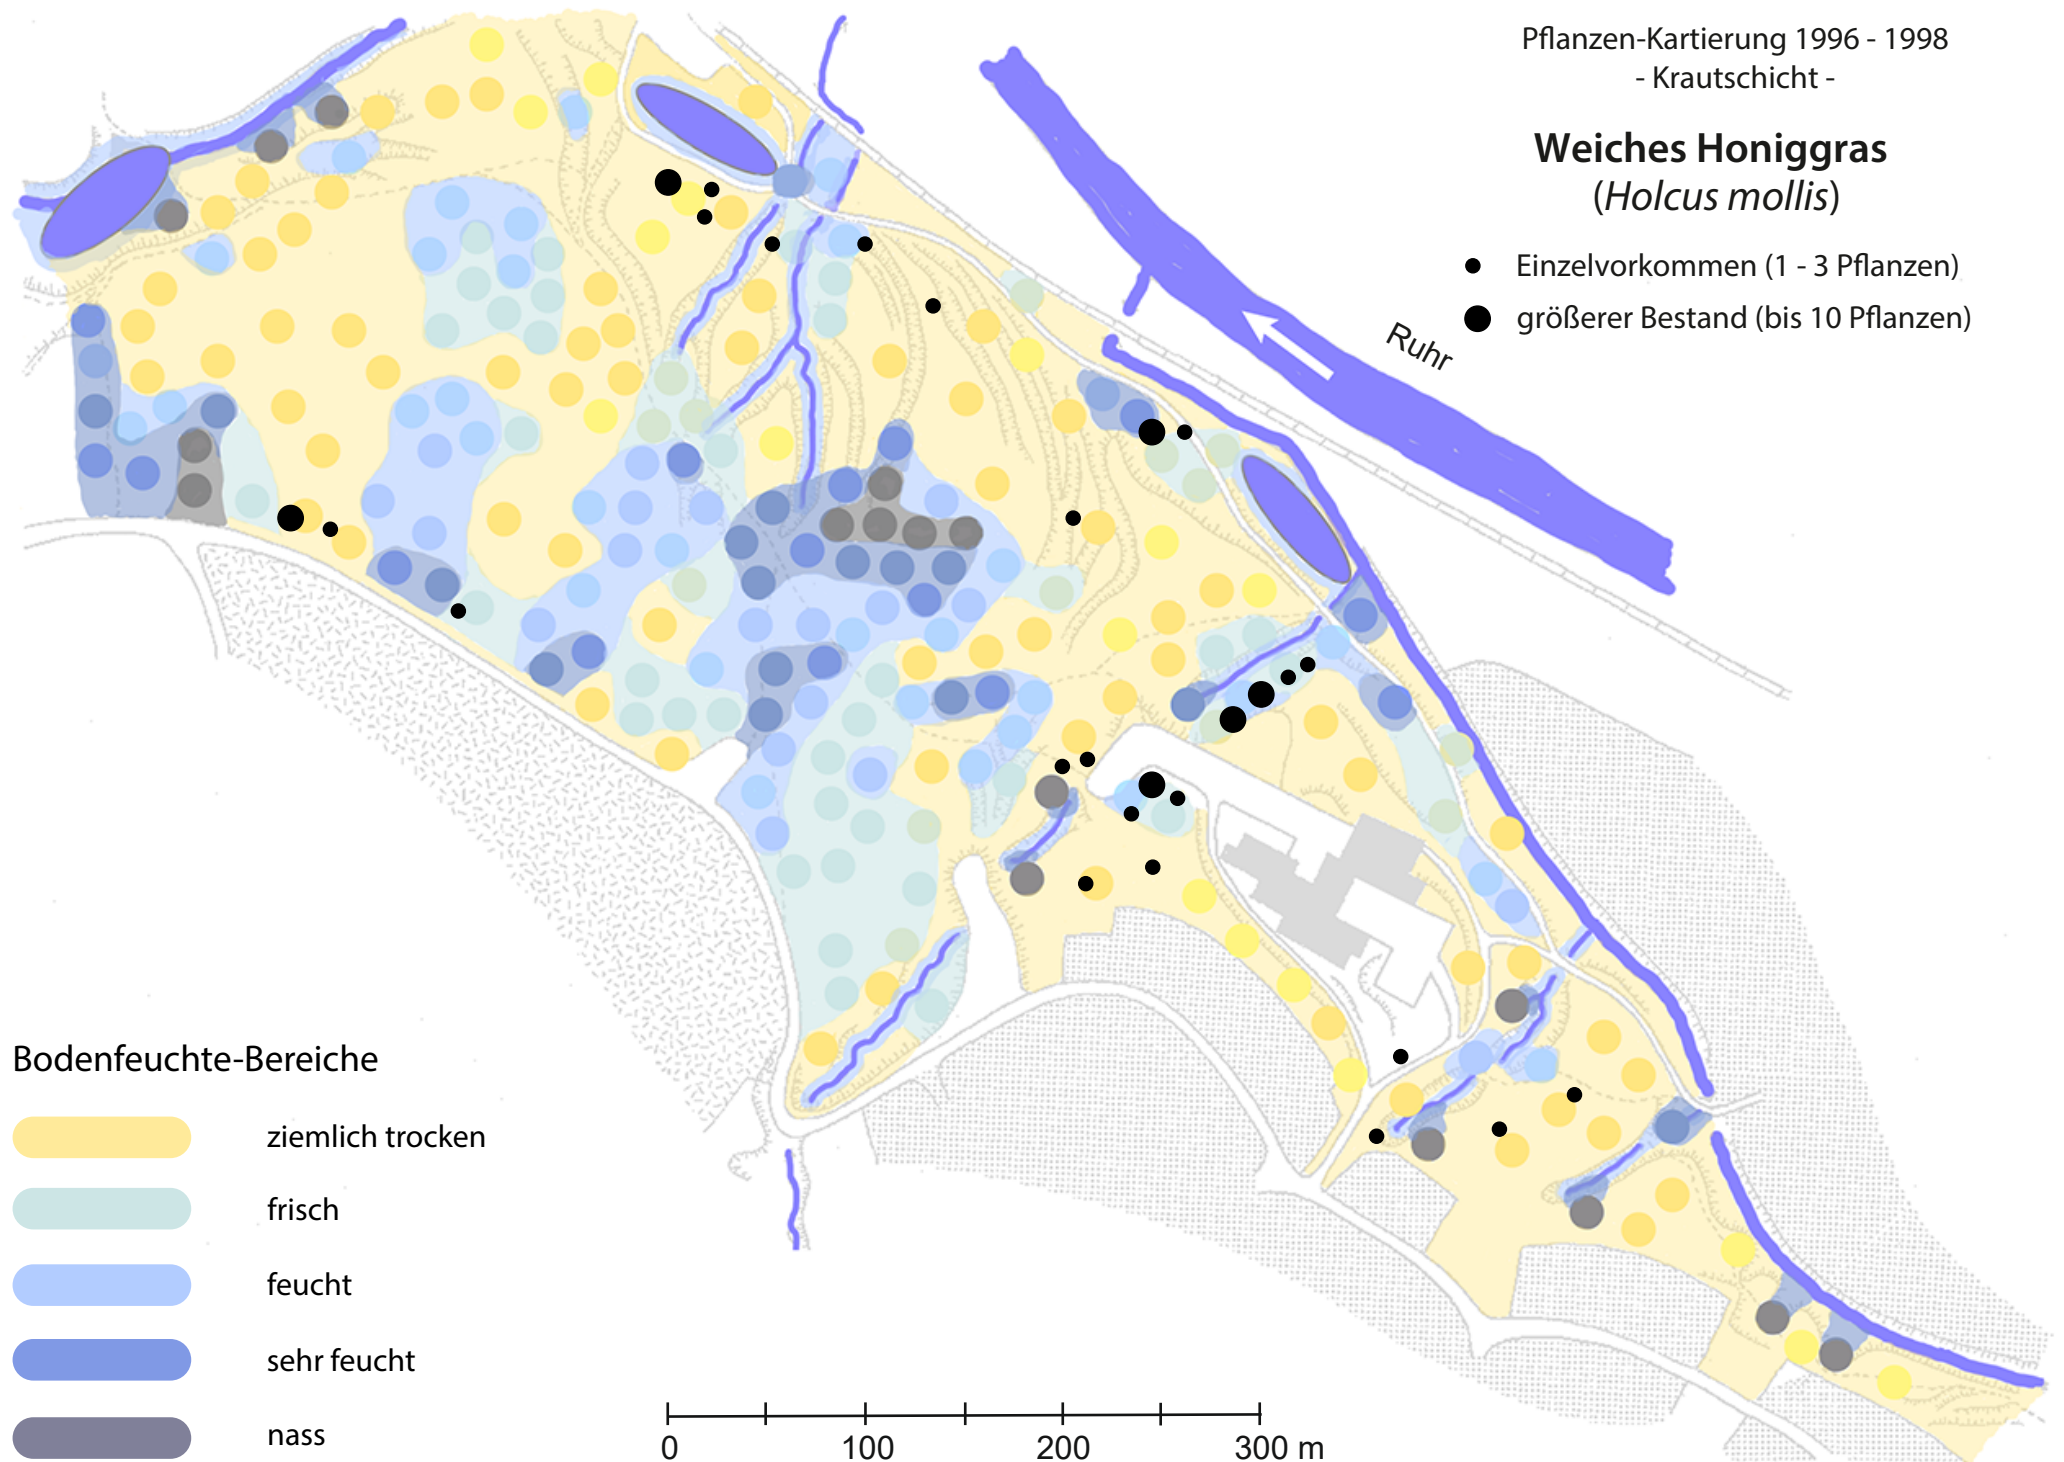 Pflanzen-Kartierung 1996 - 1998
- Krautschicht -
Weiches Honiggras
(Holcus mollis)
Einzelvorkommen (1 - 3 Pflanzen)
größerer Bestand (bis 10 Pflanzen)
Ruhr
Bodenfeuchte-Bereiche
ziemlich trocken
frisch
feucht
sehr feucht
nass
0 100 200 300 m